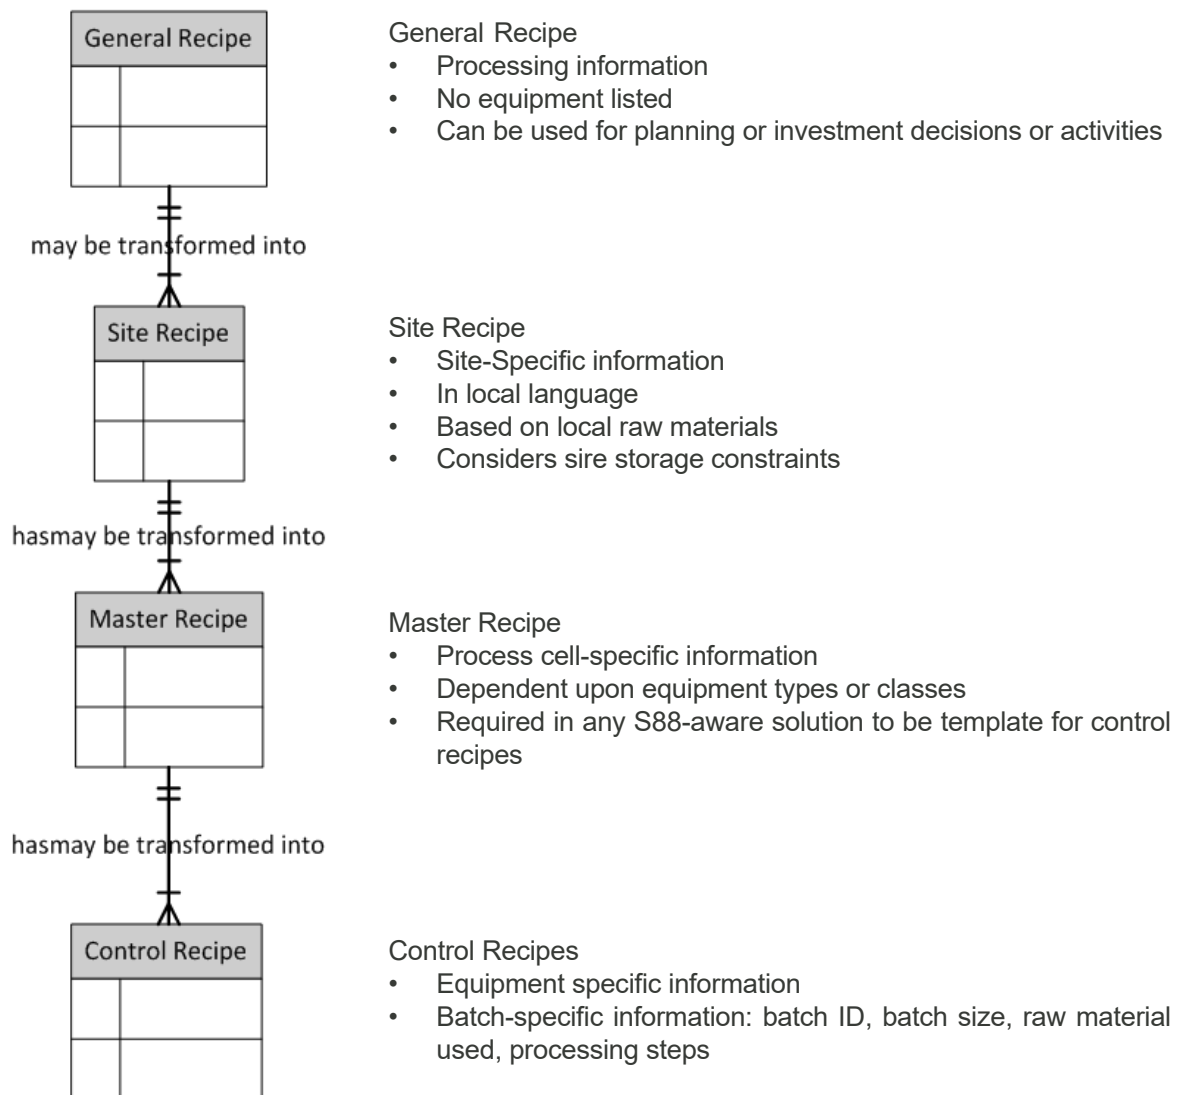 General Recipe
General Recipe
• Processing information
• No equipment listed
• Can be used for planning or investment decisions or activities
may be transformed into
Site Recipe
Site Recipe
• Site-Specific information
• In local language
• Based on local raw materials
• Considers sire storage constraints
hasmay be transformed into
Master Recipe
Master Recipe
• Process cell-specific information
• Dependent upon equipment types or classes
• Required in any S88-aware solution to be template for control
recipes
hasmay be transformed into
Control Recipe
Control Recipes
• Equipment specific information
• Batch-specific information: batch ID, batch size, raw material
used, processing steps